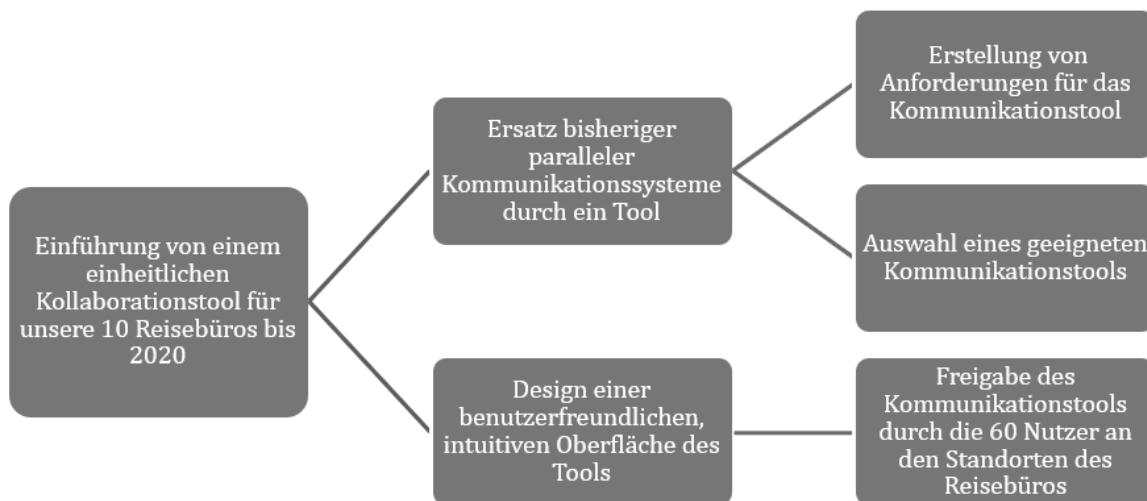 Einführung von einem
einheitlichen
Kollaborationstool für
unsere 10 Reisebüros bis
2020
Ersatz bisheriger
paralleler
Kommunikationssysteme
durch ein Tool
Erstellung von
Anforderungen für das
Kommunikationstool
Auswahl eines geeigneten
Kommunikationstools
Design einer
benutzerfreundlichen,
intuitiven Oberfläche des
Tools
Freigabe des
Kommunikationstools
durch die 60 Nutzer an
den Standorten des
Reisebüros